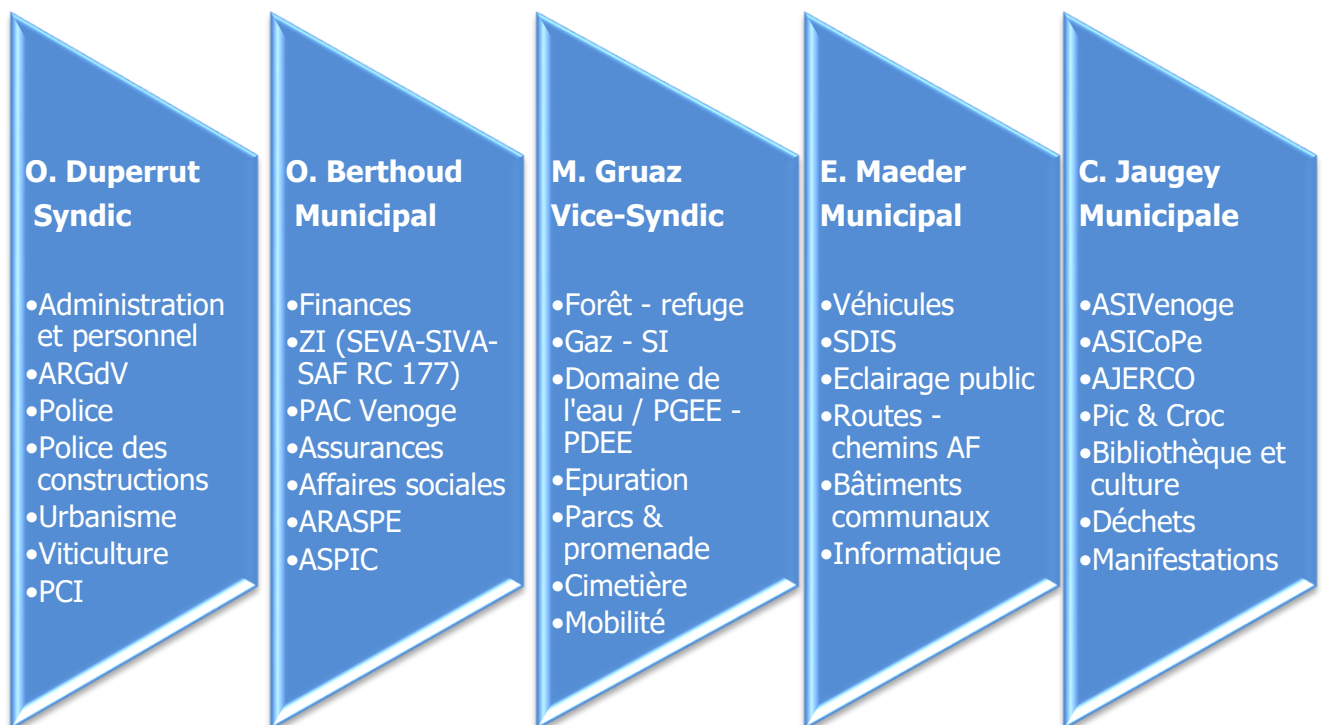 O. Duperrut
Syndic
•Administration
et personnel
•ARGdV
•Police
•Police des
constructions
•Urbanisme
•Viticulture
•PCI
O. Berthoud
Municipal
•Finances
•ZI (SEVA-SIVA-
SAF RC 177)
•PAC Venoge
•Assurances
•Affaires sociales
•ARASPE
•ASPIC
M. Gruaz
Vice-Syndic
•Forêt - refuge
•Gaz - SI
•Domaine de
l'eau / PGEE -
PDEE
•Epuration
•Parcs &
promenade
•Cimetière
•Mobilité
E. Maeder
Municipal
•Véhicules
•SDIS
•Eclairage public
•Routes -
chemins AF
•Bâtiments
communaux
•Informatique
C. Jaugey
Municipale
•ASIVenoge
•ASICoPe
•AJERCO
•Pic & Croc
•Bibliothèque et
culture
•Déchets
•Manifestations